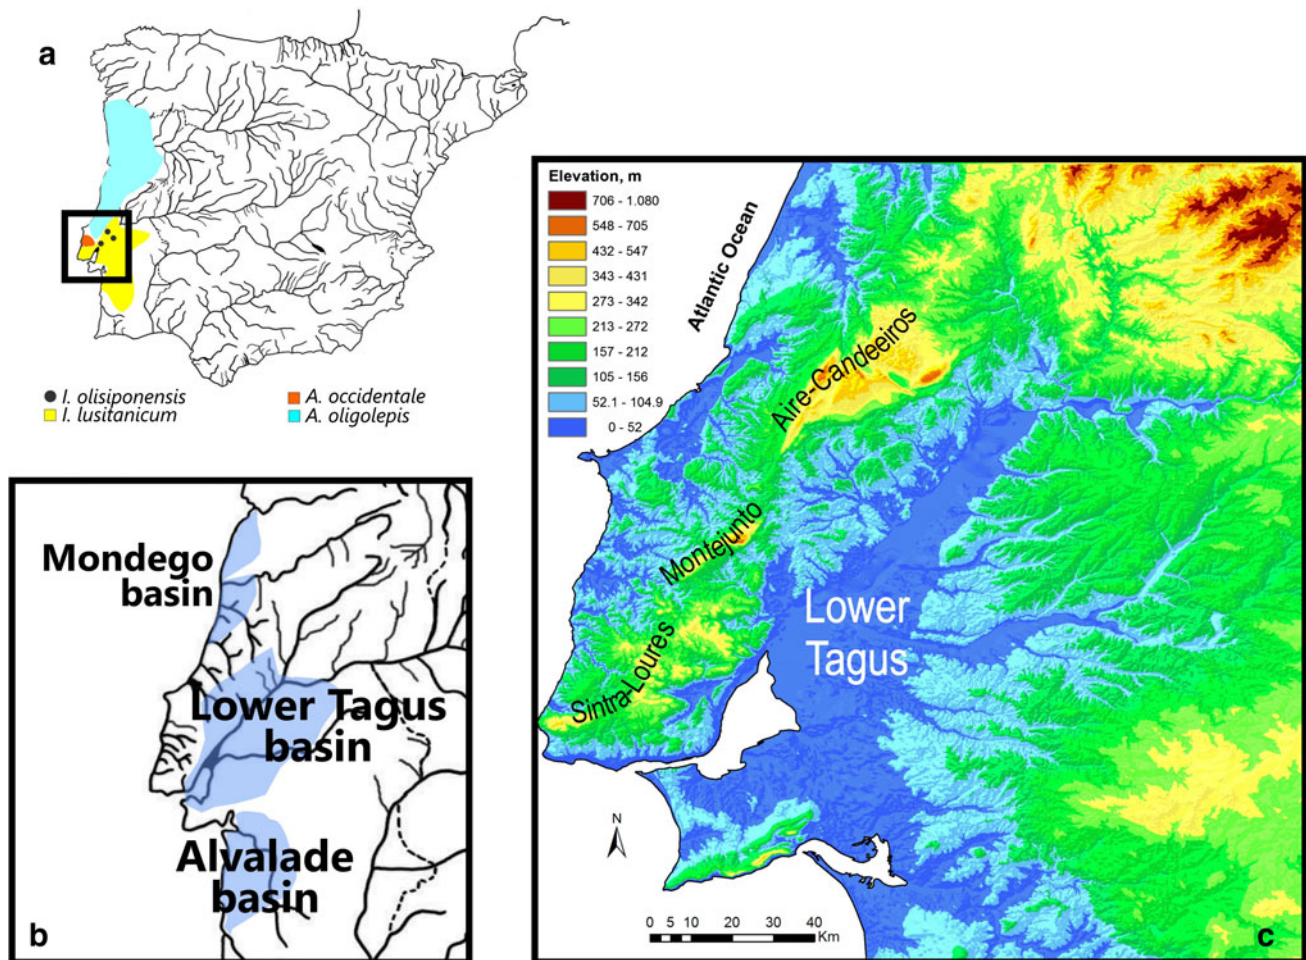 a
I. olisiponensis
I. lusitanicum
A. occidentale
A. oligolepis
Mondego
basin
Lower Tagus
basin
Alvalade
basin
b
Elevation, m
706 - 1.080
548 - 705
432 - 547
343 - 431
273 - 342
213 - 272
157 - 212
105 - 156
52.1 - 104.9
0 - 52
Atlantic Ocean
Aire-Candeeiros
Montejunto
Sintra-Loures
Lower
Tagus
N
0 5 10 20 30 40
Km
c